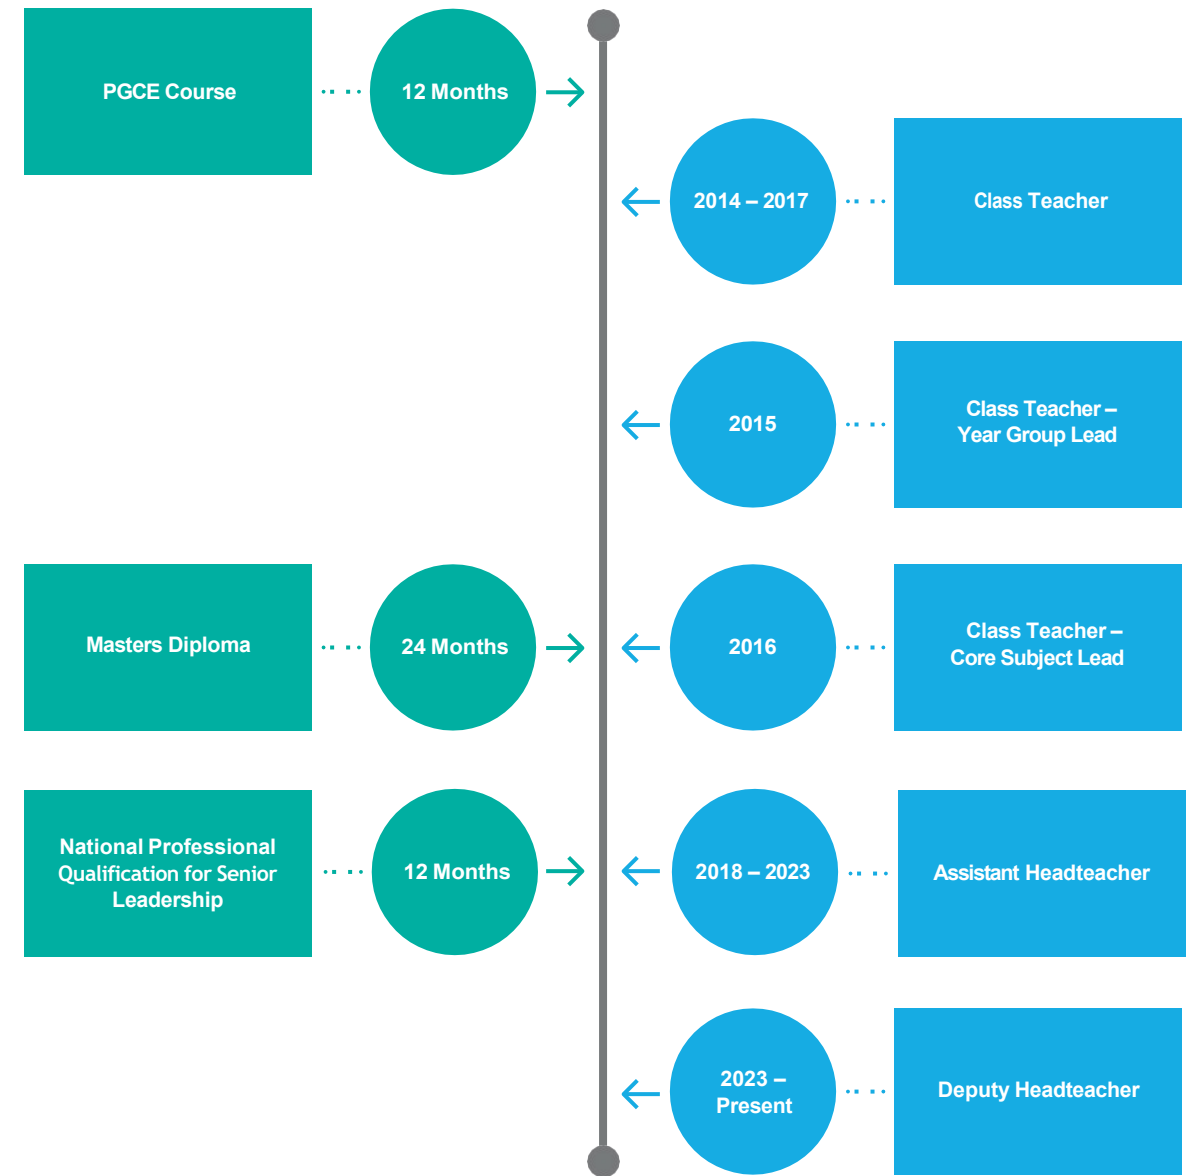 PGCE Course
12 Months
2014 – 2017
Class Teacher
2015
Class Teacher –
Year Group Lead
Masters Diploma
24 Months
2016
Class Teacher –
Core Subject Lead
National Professional
Qualification for Senior
Leadership
12 Months
2018 – 2023
Assistant Headteacher
2023 –
Present
Deputy Headteacher